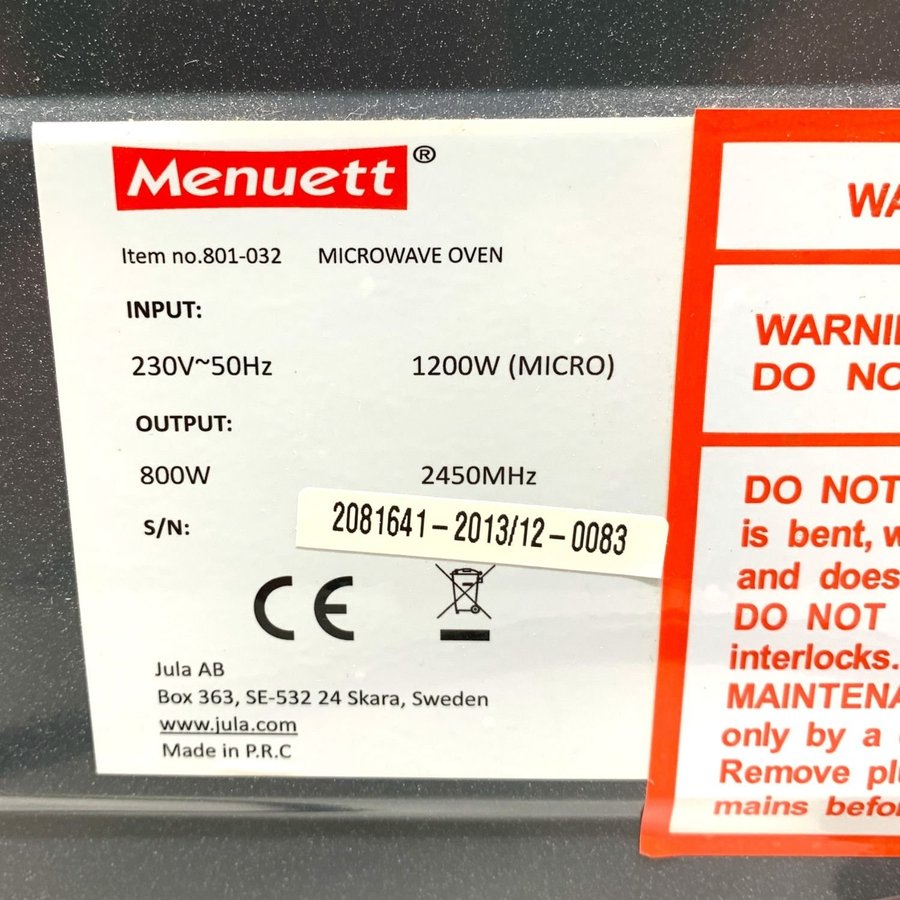 Menuett®
Item no.801-032 MICROWAVE OVEN
INPUT:
230V~50Hz 1200W (MICRO)
OUTPUT:
800W 2450MHz
S/N: 2081641-2013/12-0083
CE
Jula AB
Box 363, SE-532 24 Skara, Sweden
www.jula.com
Made in P.R.C
DO NO
DO NOT
is bent,
and does
DO NOT
interlocks.
only by a
Remove
mains